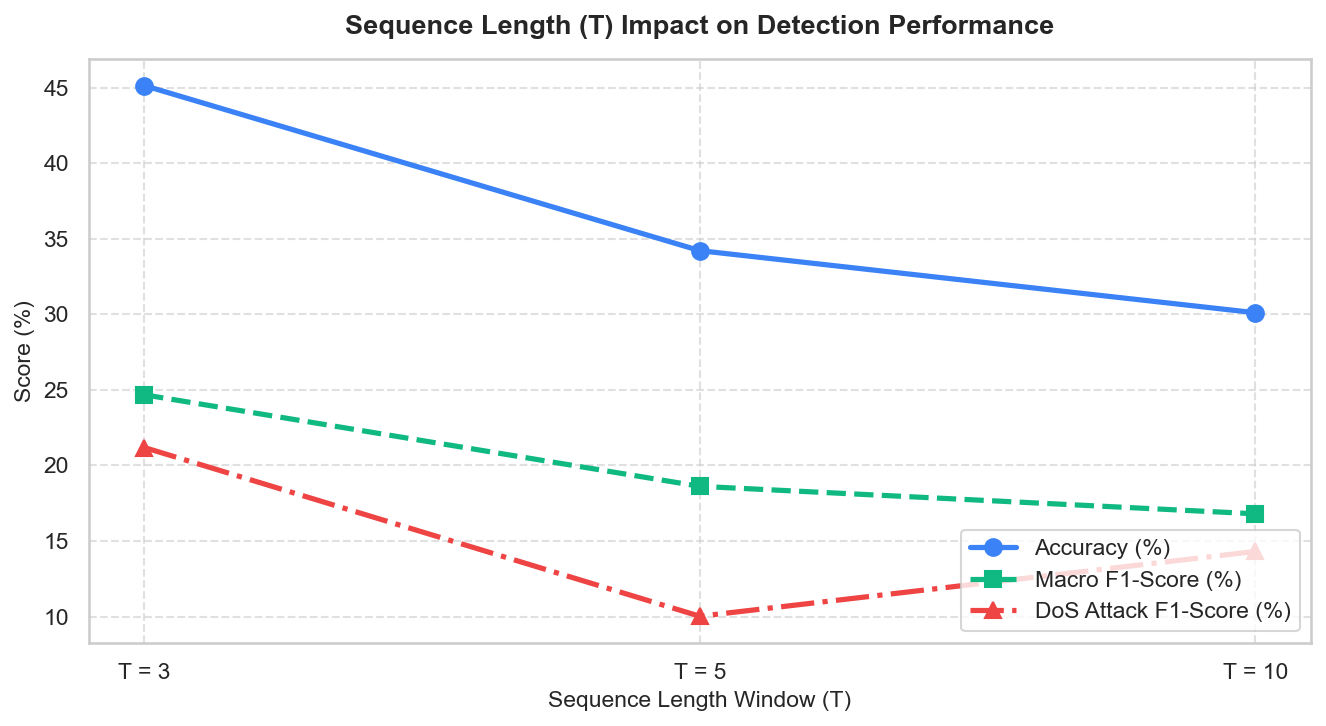 Sequence Length (T) Impact on Detection Performance
Score (%)
45
40
35
30
25
20
15
10
Accuracy (%)
Macro F1-Score (%)
DoS Attack F1-Score (%)
T = 3
T = 5
T = 10
Sequence Length Window (T)